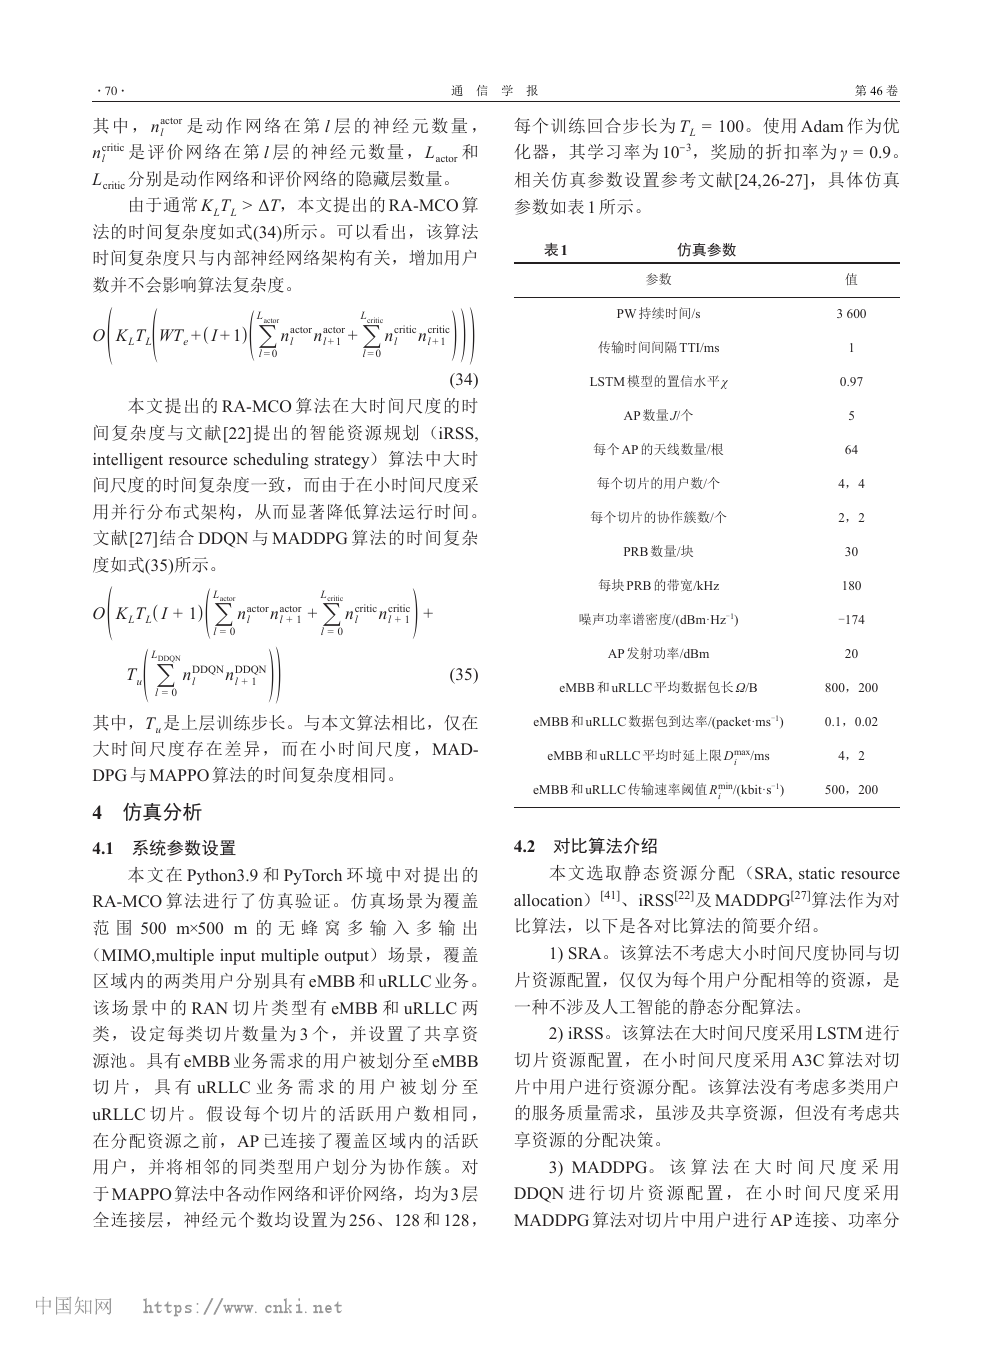 ·70·
通 信 学 报
第 46 卷
其中，n_l^actor 是动作网络在第 l 层的神经元数量，
n_l^critic 是评价网络在第 l 层的神经元数量，L_actor 和
L_critic 分别是动作网络和评价网络的隐藏层数量。
由于通常 K_L T_L > ΔT，本文提出的 RA-MCO 算
法的时间复杂度如式(34)所示。可以看出，该算法
时间复杂度只与内部神经网络架构有关，增加用户
数并不会影响算法复杂度。
O(K_L T_L(WT_e+(I+1)(∑_{l=0}^{L_actor} n_l^actor n_{l+1}^actor + ∑_{l=0}^{L_critic} n_l^critic n_{l+1}^critic)))
(34)
本文提出的 RA-MCO 算法在大时间尺度的时
间复杂度与文献[22]提出的智能资源规划（iRSS,
intelligent resource scheduling strategy）算法中大时
间尺度的时间复杂度一致，而由于在小时间尺度采
用并行分布式架构，从而显著降低算法运行时间。
文献[27]结合 DDQN 与 MADDPG 算法的时间复杂
度如式(35)所示。
O(K_L T_L(I + 1)(∑_{l=0}^{L_actor} n_l^actor n_{l+1}^actor + ∑_{l=0}^{L_critic} n_l^critic n_{l+1}^critic) +
T_u(∑_{l=0}^{L_DDQN} n_l^DDQN n_{l+1}^DDQN)) (35)
其中，T_u 是上层训练步长。与本文算法相比，仅在
大时间尺度存在差异，而在小时间尺度，MAD-
DPG 与 MAPPO 算法的时间复杂度相同。
4 仿真分析
4.1 系统参数设置
本文在 Python3.9 和 PyTorch 环境中对提出的
RA-MCO 算法进行了仿真验证。仿真场景为覆盖
范围 500 m×500 m 的无蜂窝多输入多输出
（MIMO,multiple input multiple output）场景，覆盖
区域内的两类用户分别具有 eMBB 和 uRLLC 业务。
该场景中的 RAN 切片类型有 eMBB 和 uRLLC 两
类，设定每类切片数量为 3 个，并设置了共享资
源池。具有 eMBB 业务需求的用户被划分至 eMBB
切片，具有 uRLLC 业务需求的用户被划分至
uRLLC 切片。假设每个切片的活跃用户数相同，
在分配资源之前，AP 已连接了覆盖区域内的活跃
用户，并将相邻的同类型用户划分为协作簇。对
于 MAPPO 算法中各动作网络和评价网络，均为 3 层
全连接层，神经元个数均设置为 256、128 和 128，
每个训练回合步长为 T_L = 100。使用 Adam 作为优
化器，其学习率为 10⁻³，奖励的折扣率为 γ = 0.9。
相关仿真参数设置参考文献[24,26-27]，具体仿真
参数如表 1 所示。
表 1 仿真参数
参数 值
PW 持续时间/s 3 600
传输时间间隔 TTI/ms 1
LSTM 模型的置信水平 χ 0.97
AP 数量 J/个 5
每个 AP 的天线数量/根 64
每个切片的用户数/个 4，4
每个切片的协作簇数/个 2，2
PRB 数量/块 30
每块 PRB 的带宽/kHz 180
噪声功率谱密度/(dBm·Hz⁻¹) −174
AP 发射功率/dBm 20
eMBB 和 uRLLC 平均数据包长 Ω/B 800，200
eMBB 和 uRLLC 数据包到达率/(packet·ms⁻¹) 0.1，0.02
eMBB 和 uRLLC 平均时延上限 D_i^max/ms 4，2
eMBB 和 uRLLC 传输速率阈值 R_i^min/(kbit·s⁻¹) 500，200
4.2 对比算法介绍
本文选取静态资源分配（SRA, static resource
allocation）[41]、iRSS[22]及 MADDPG[27]算法作为对
比算法，以下是各对比算法的简要介绍。
1) SRA。该算法不考虑大小时间尺度协同与切
片资源配置，仅仅为每个用户分配相等的资源，是
一种不涉及人工智能的静态分配算法。
2) iRSS。该算法在大时间尺度采用 LSTM 进行
切片资源配置，在小时间尺度采用 A3C 算法对切
片中用户进行资源分配。该算法没有考虑多类用户
的服务质量需求，虽涉及共享资源，但没有考虑共
享资源的分配决策。
3) MADDPG。该算法在大时间尺度采用
DDQN 进行切片资源配置，在小时间尺度采用
MADDPG 算法对切片中用户进行 AP 连接、功率分
中国知网 https://www.cnki.net